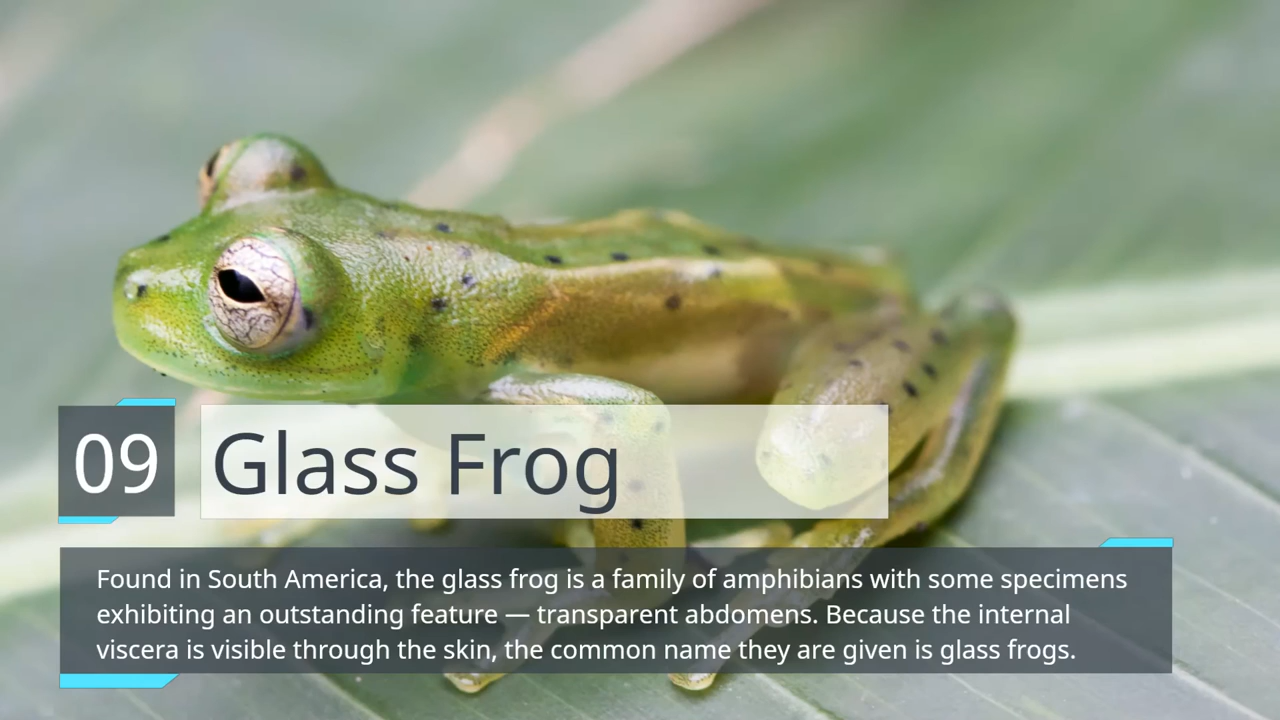 09
Glass Frog
Found in South America, the glass frog is a family of amphibians with some specimens
exhibiting an outstanding feature — transparent abdomens. Because the internal
viscera is visible through the skin, the common name they are given is glass frogs.